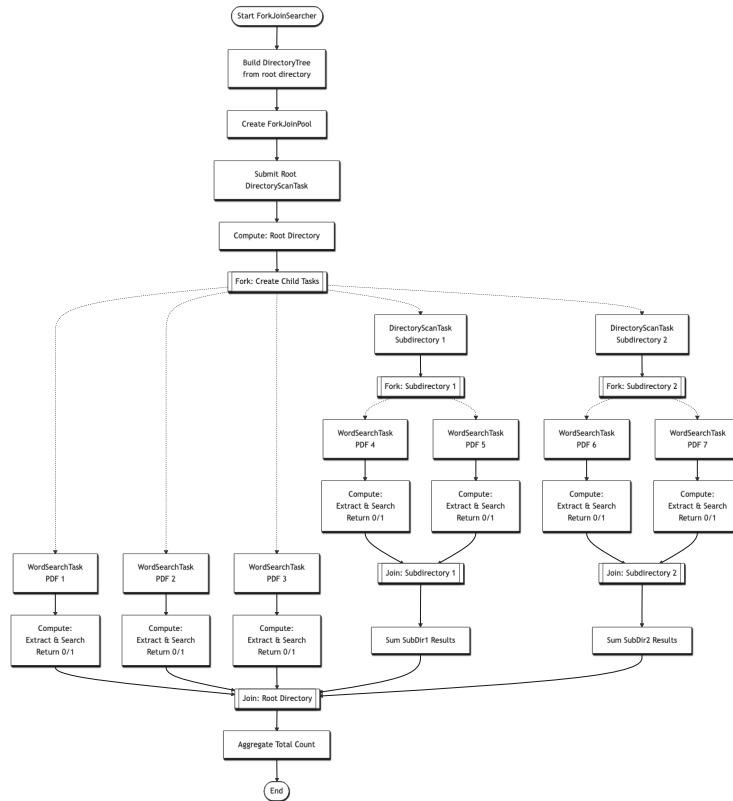 Start ForkJoinSearcher
Build DirectoryTree
from root directory
Create ForkJoinPool
Submit Root
DirectoryScanTask
Compute: Root Directory
Fork: Create Child Tasks
DirectoryScanTask
Subdirectory 1
DirectoryScanTask
Subdirectory 2
Fork: Subdirectory 1
Fork: Subdirectory 2
WordSearchTask
PDF 4
WordSearchTask
PDF 5
WordSearchTask
PDF 6
WordSearchTask
PDF 7
Compute:
Extract & Search
Return 0/1
Compute:
Extract & Search
Return 0/1
Compute:
Extract & Search
Return 0/1
Compute:
Extract & Search
Return 0/1
WordSearchTask
PDF 1
WordSearchTask
PDF 2
WordSearchTask
PDF 3
Join: Subdirectory 1
Join: Subdirectory 2
Compute:
Extract & Search
Return 0/1
Compute:
Extract & Search
Return 0/1
Compute:
Extract & Search
Return 0/1
Sum SubDir1 Results
Sum SubDir2 Results
Join: Root Directory
Aggregate Total Count
End